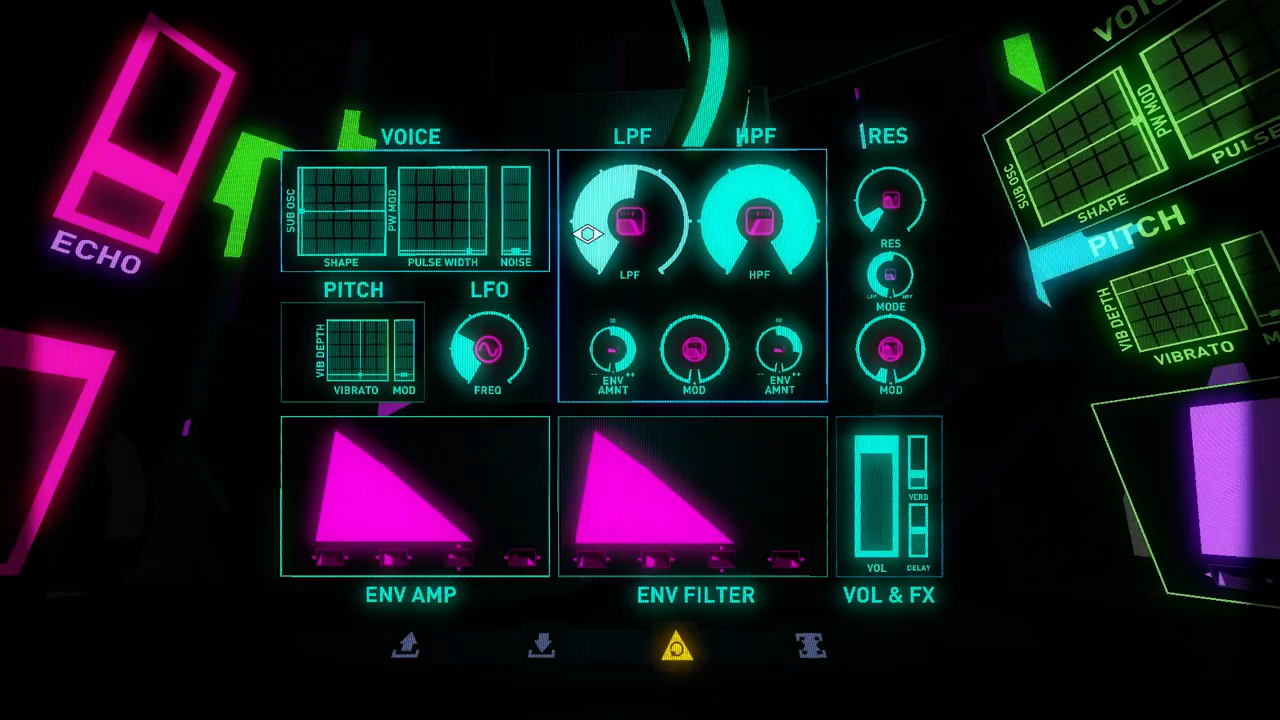 ECHO
VOICE
SUB OSC
SHAPE
PW MOD
PULSE WIDTH
NOISE
PITCH
VIB DEPTH
VIBRATO
MOD
LFO
FREQ
LPF
HPF
LPF
HPF
ENV
AMNT
MOD
ENV
AMNT
RES
RES
LPF HPF
MODE
MOD
ENV AMP
ENV FILTER
VOL
VERB
DELAY
VOL & FX
SUB OSC
SHAPE
PW MOD
PULSE
PITCH
VIB DEPTH
VIBRATO